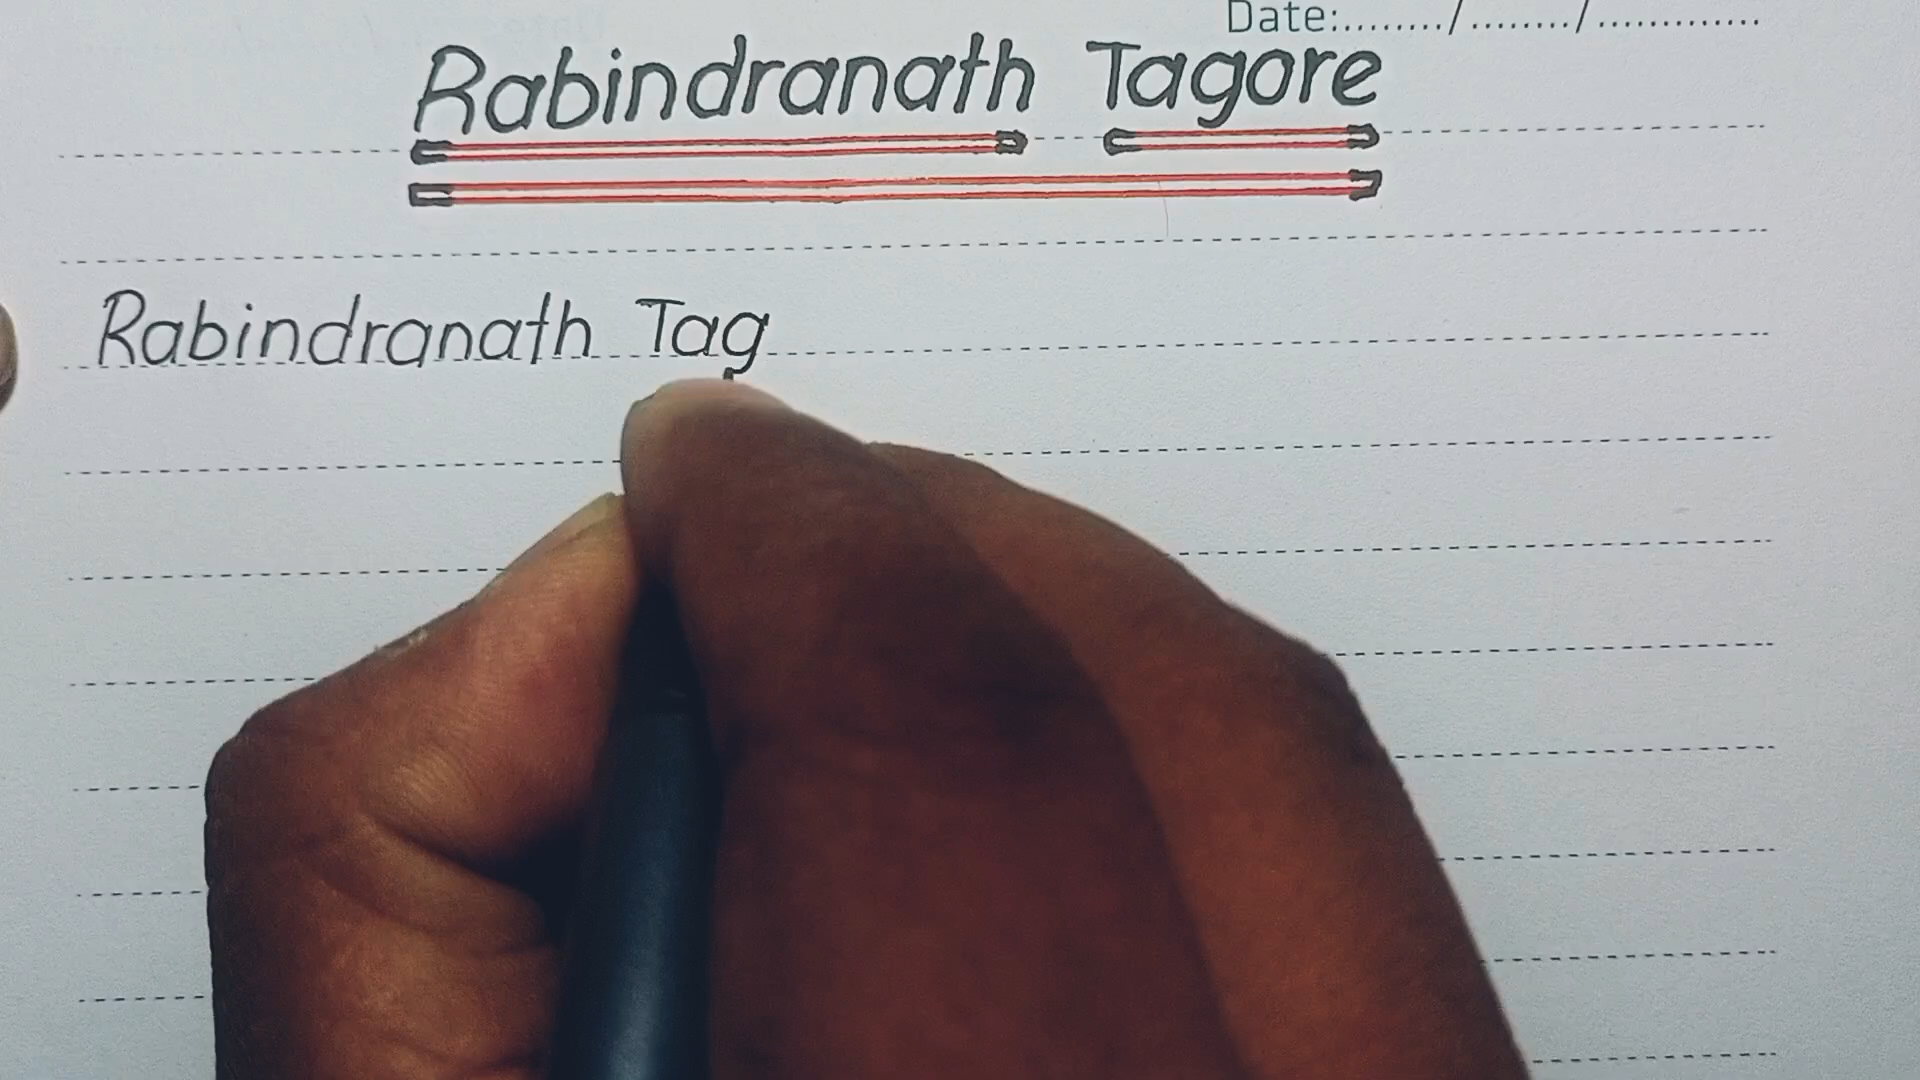 Date:......../......../.............
Rabindranath Tagore
Rabindranath Tag